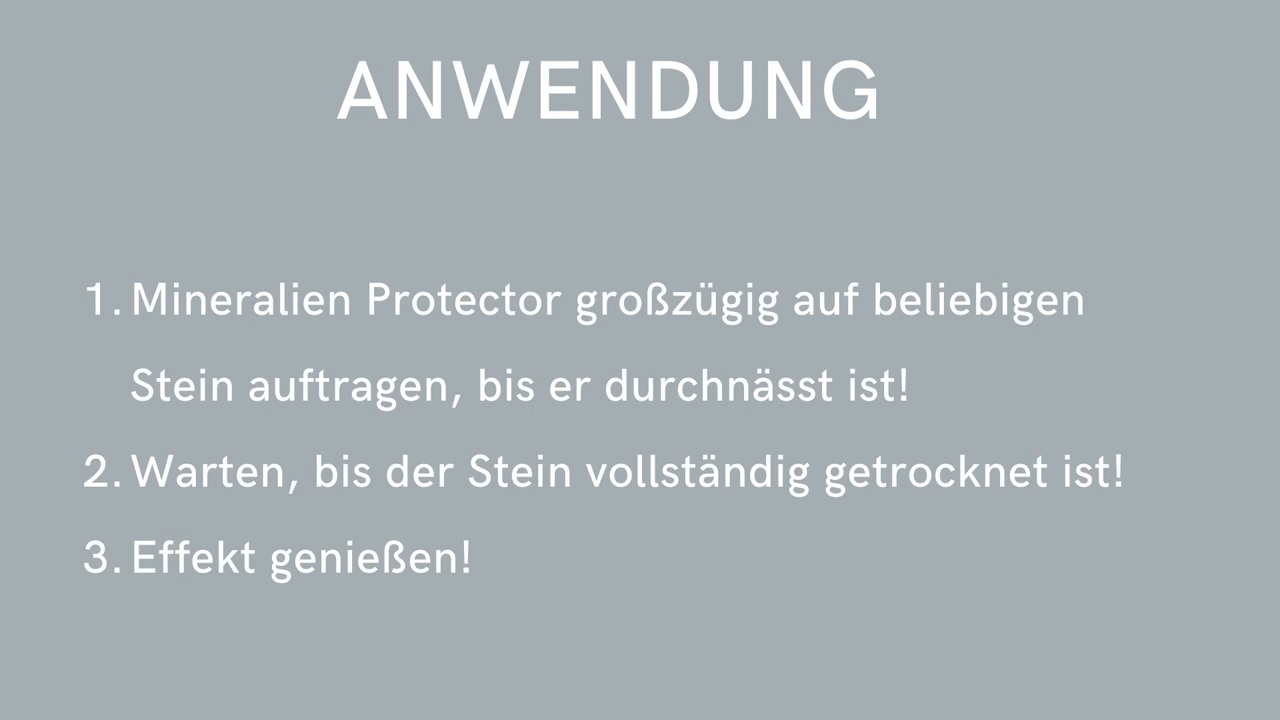 ANWENDUNG
1. Mineralien Protector großzügig auf beliebigen
Stein auftragen, bis er durchnässt ist!
2. Warten, bis der Stein vollständig getrocknet ist!
3. Effekt genießen!